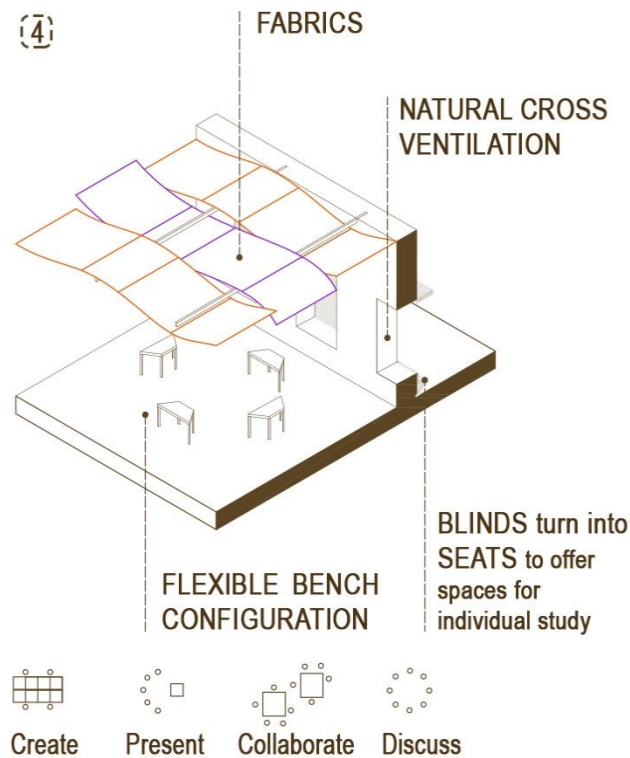 4
FABRICS
NATURAL CROSS
VENTILATION
BLINDS turn into
SEATS to offer
spaces for
individual study
FLEXIBLE BENCH
CONFIGURATION
Create
Present
Collaborate
Discuss